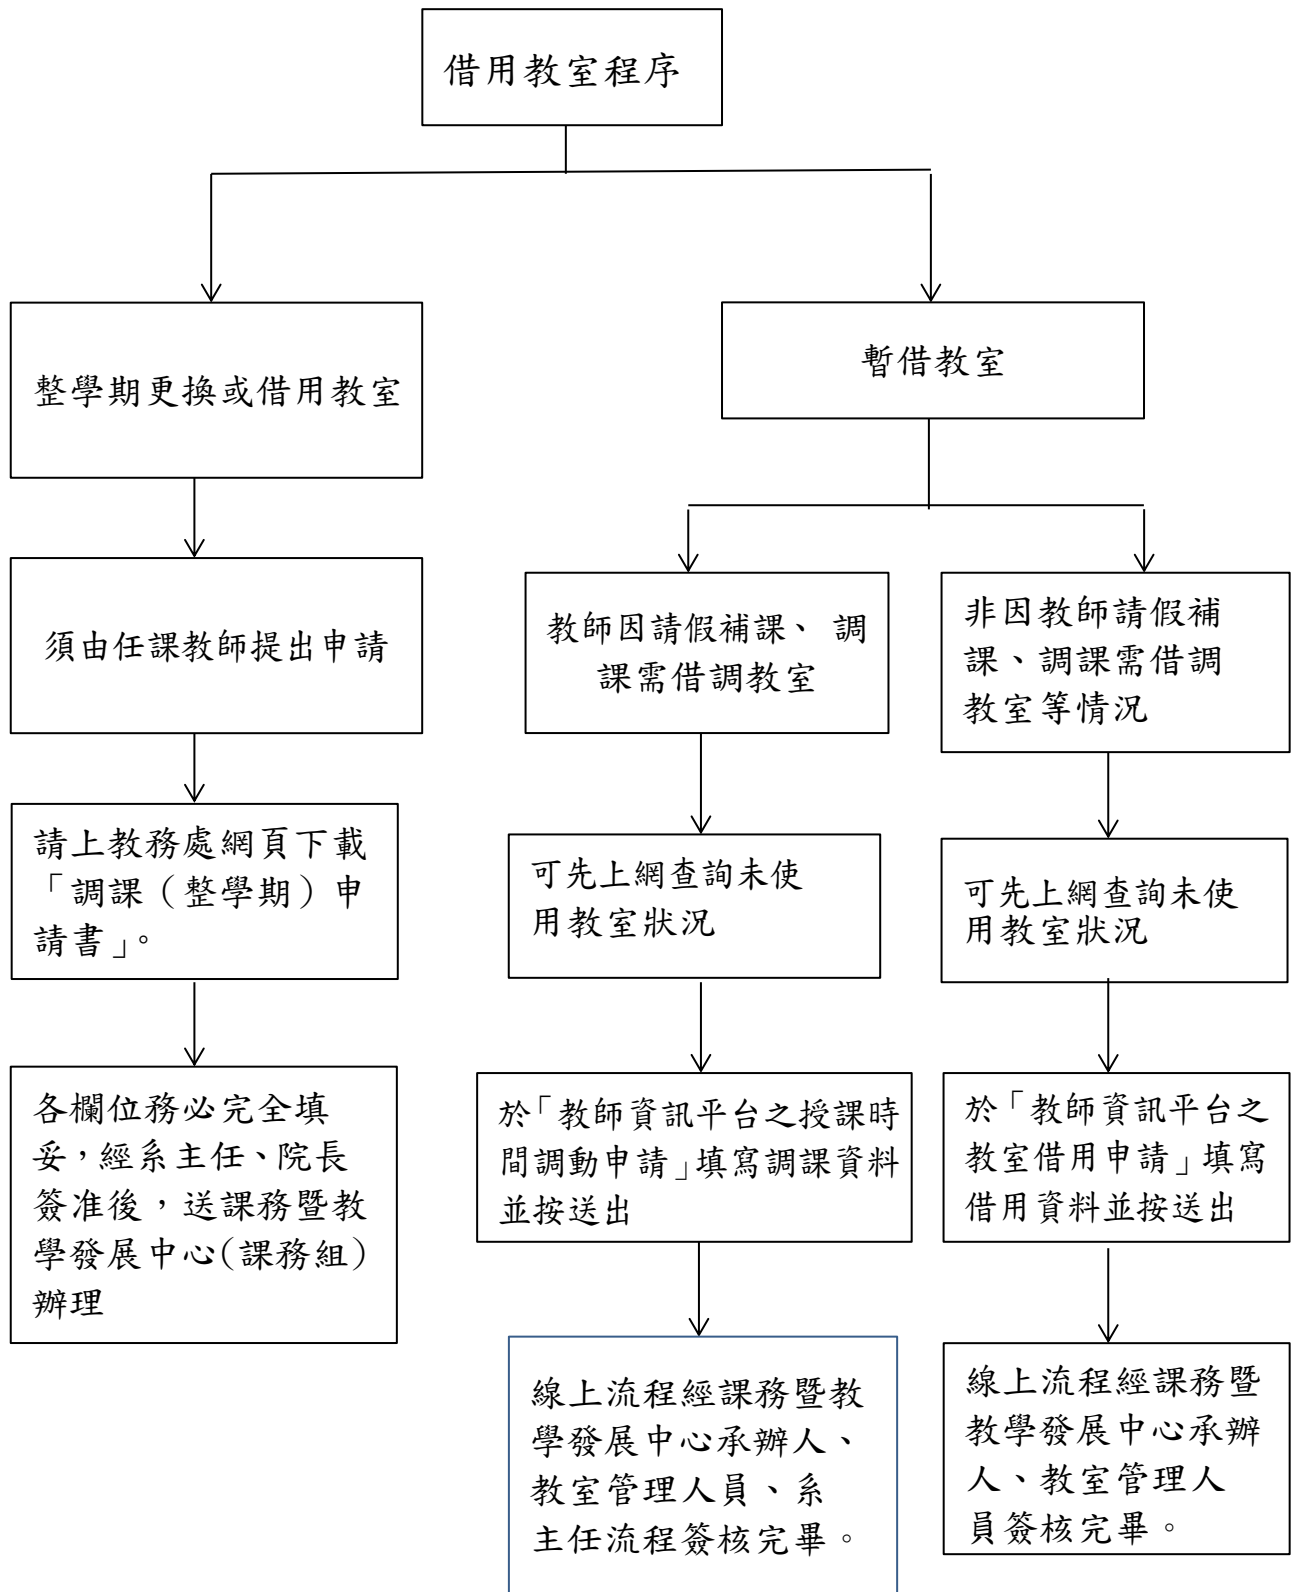 借用教室程序
整學期更換或借用教室
暫借教室
須由任課教師提出申請
教師因請假補課、 調
課需借調教室
非因教師請假補
課、調課需借調
教室等情況
請上教務處網頁下載
「調課（整學期）申
請書」。
可先上網查詢未使
用教室狀況
可先上網查詢未使
用教室狀況
各欄位務必完全填
妥，經系主任、院長
簽准後，送課務暨教
學發展中心(課務組)
辦理
於「教師資訊平台之授課時
間調動申請」填寫調課資料
並按送出
於「教師資訊平台之
教室借用申請」填寫
借用資料並按送出
線上流程經課務暨教
學發展中心承辦人、
教室管理人員、系
主任流程簽核完畢。
線上流程經課務暨
教學發展中心承辦
人、教室管理人
員簽核完畢。